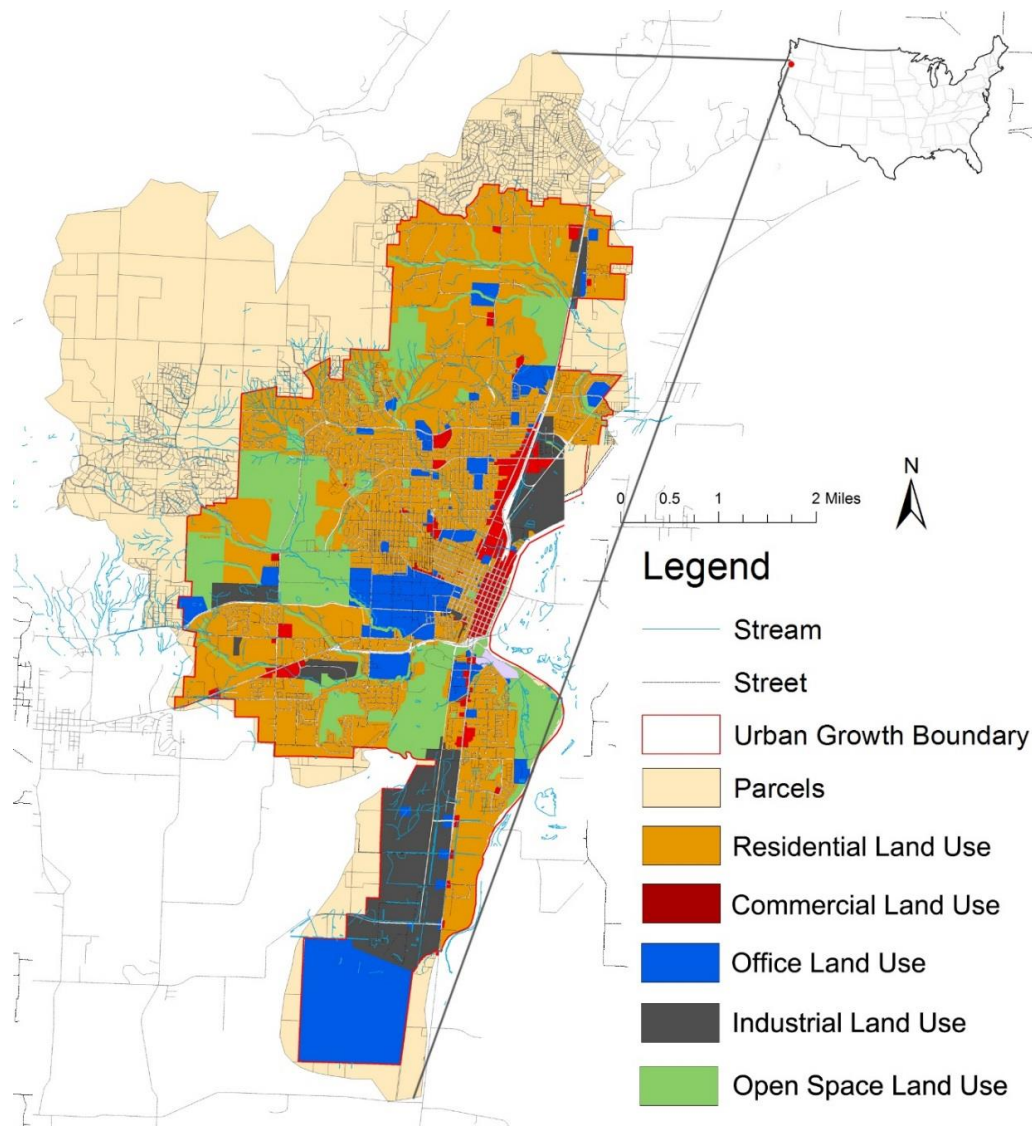 N
0 0.5 1 2 Miles
Legend
Stream
Street
Urban Growth Boundary
Parcels
Residential Land Use
Commercial Land Use
Office Land Use
Industrial Land Use
Open Space Land Use